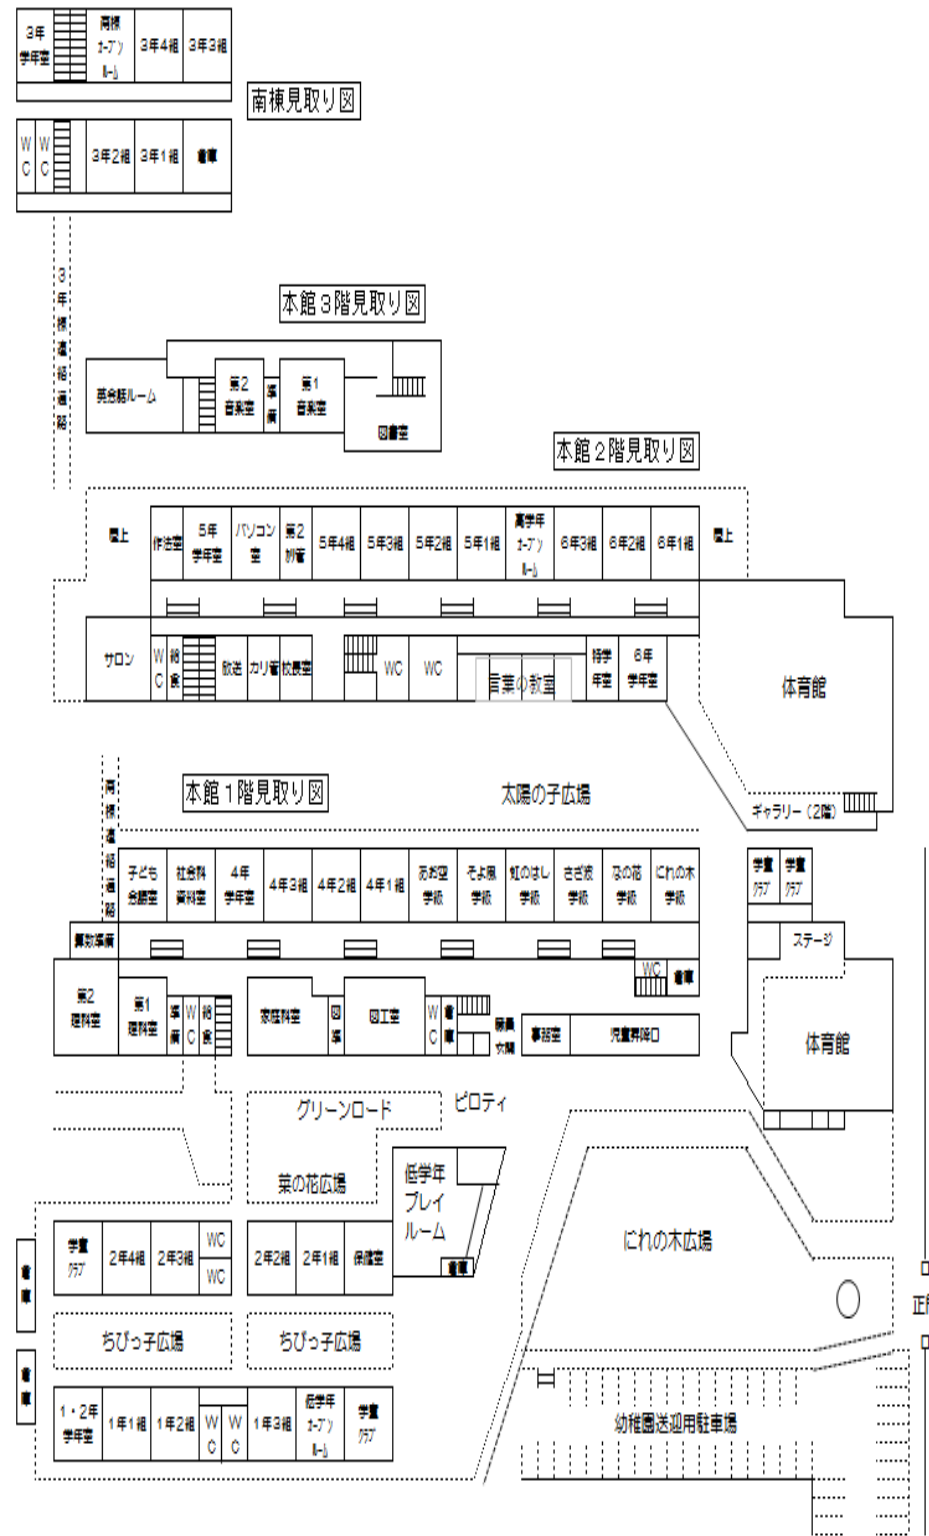 3年
学年室
南棟
オープン
ルーム
3年4組
3年3組
南棟見取り図
WC
WC
3年2組
3年1組
倉庫
3年棟連絡通路
本館3階見取り図
英会話ルーム
第2
音楽室
準備
第1
音楽室
図書室
本館2階見取り図
屋上
作法室
5年
学年室
パソコン
室
第2
5年4組
5年3組
5年2組
5年1組
高学年
オープン
ルーム
6年3組
6年2組
6年1組
屋上
サロン
WC
給食
放送
カリ管
校長室
WC
WC
言葉の教室
特学
年室
6年
学年室
体育館
ギャラリー(2階)
太陽の子広場
本館1階見取り図
南棟連絡通路
子ども
会議室
社会科
資料室
4年
学年室
4年3組
4年2組
4年1組
あお空
学級
そよ風
学級
虹のはし
学級
さざ波
学級
なの花
学級
にれの木
学級
学童
クラブ
学童
クラブ
算数準備
ステージ
第2
理科室
第1
理科室
準備
WC
給食
家庭科室
図準
図工室
WC
倉庫
職員
玄関
事務室
児童昇降口
WC
倉庫
体育館
グリーンロード
ピロティ
菜の花広場
低学年
プレイ
ルーム
倉庫
にれの木広場
倉庫
学童
クラブ
2年4組
2年3組
WC
WC
2年2組
2年1組
保健室
ちびっ子広場
ちびっ子広場
倉庫
1・2年
学年室
1年1組
1年2組
WC
WC
1年3組
低学年
オープン
ルーム
学童
クラブ
幼稚園送迎用駐車場
正